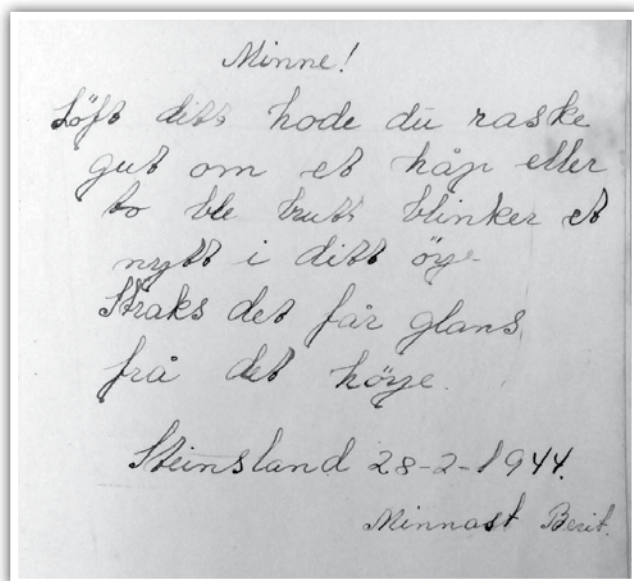 Minne!
Löft ditt hode du raske
gut om et håp eller
to ble brutt blinker et
nytt i ditt öye
Straks det får glans
frå det höye.
Steinsland 28-2-1944.
Minnast Berit.